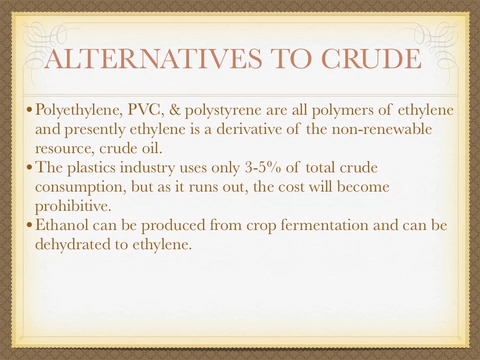 ALTERNATIVES TO CRUDE
•Polyethylene, PVC, & polystyrene are all polymers of ethylene
and presently ethylene is a derivative of the non-renewable
resource, crude oil.
•The plastics industry uses only 3-5% of total crude
consumption, but as it runs out, the cost will become
prohibitive.
•Ethanol can be produced from crop fermentation and can be
dehydrated to ethylene.